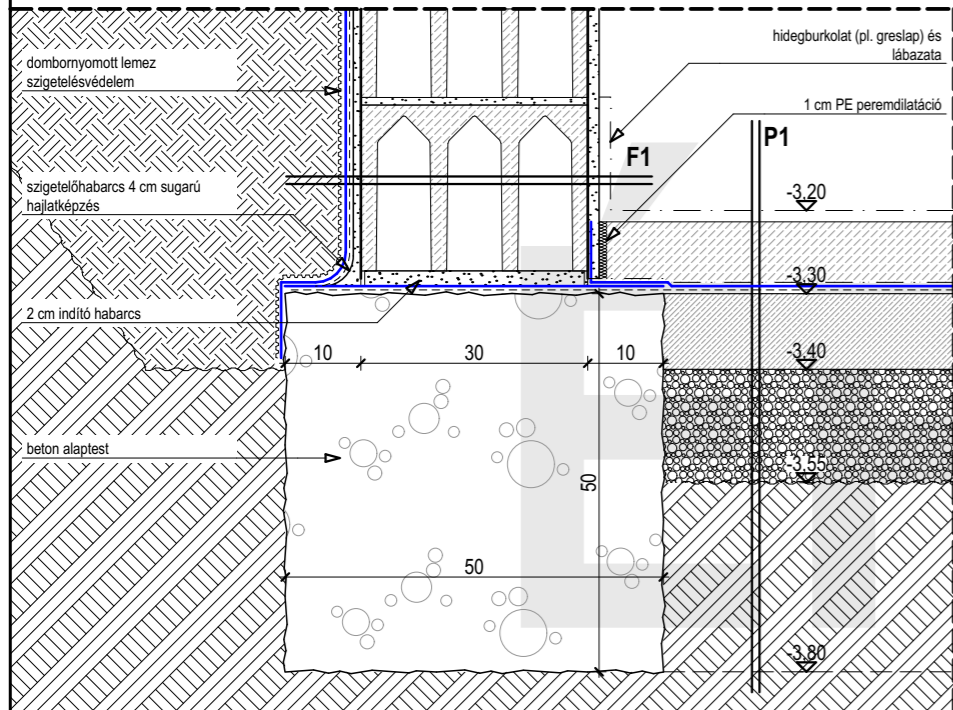 dombornyomott lemez
szigetelésvédelem
hidegburkolat (pl. greslap) és
lábazata
1 cm PE peremdilatáció
F1
P1
szigetelőhabarcs 4 cm sugarú
hajlatképzés
-3,20
-3,30
2 cm indító habarcs
10
30
10
-3,40
beton alaptest
-3,55
50
50
-3,80